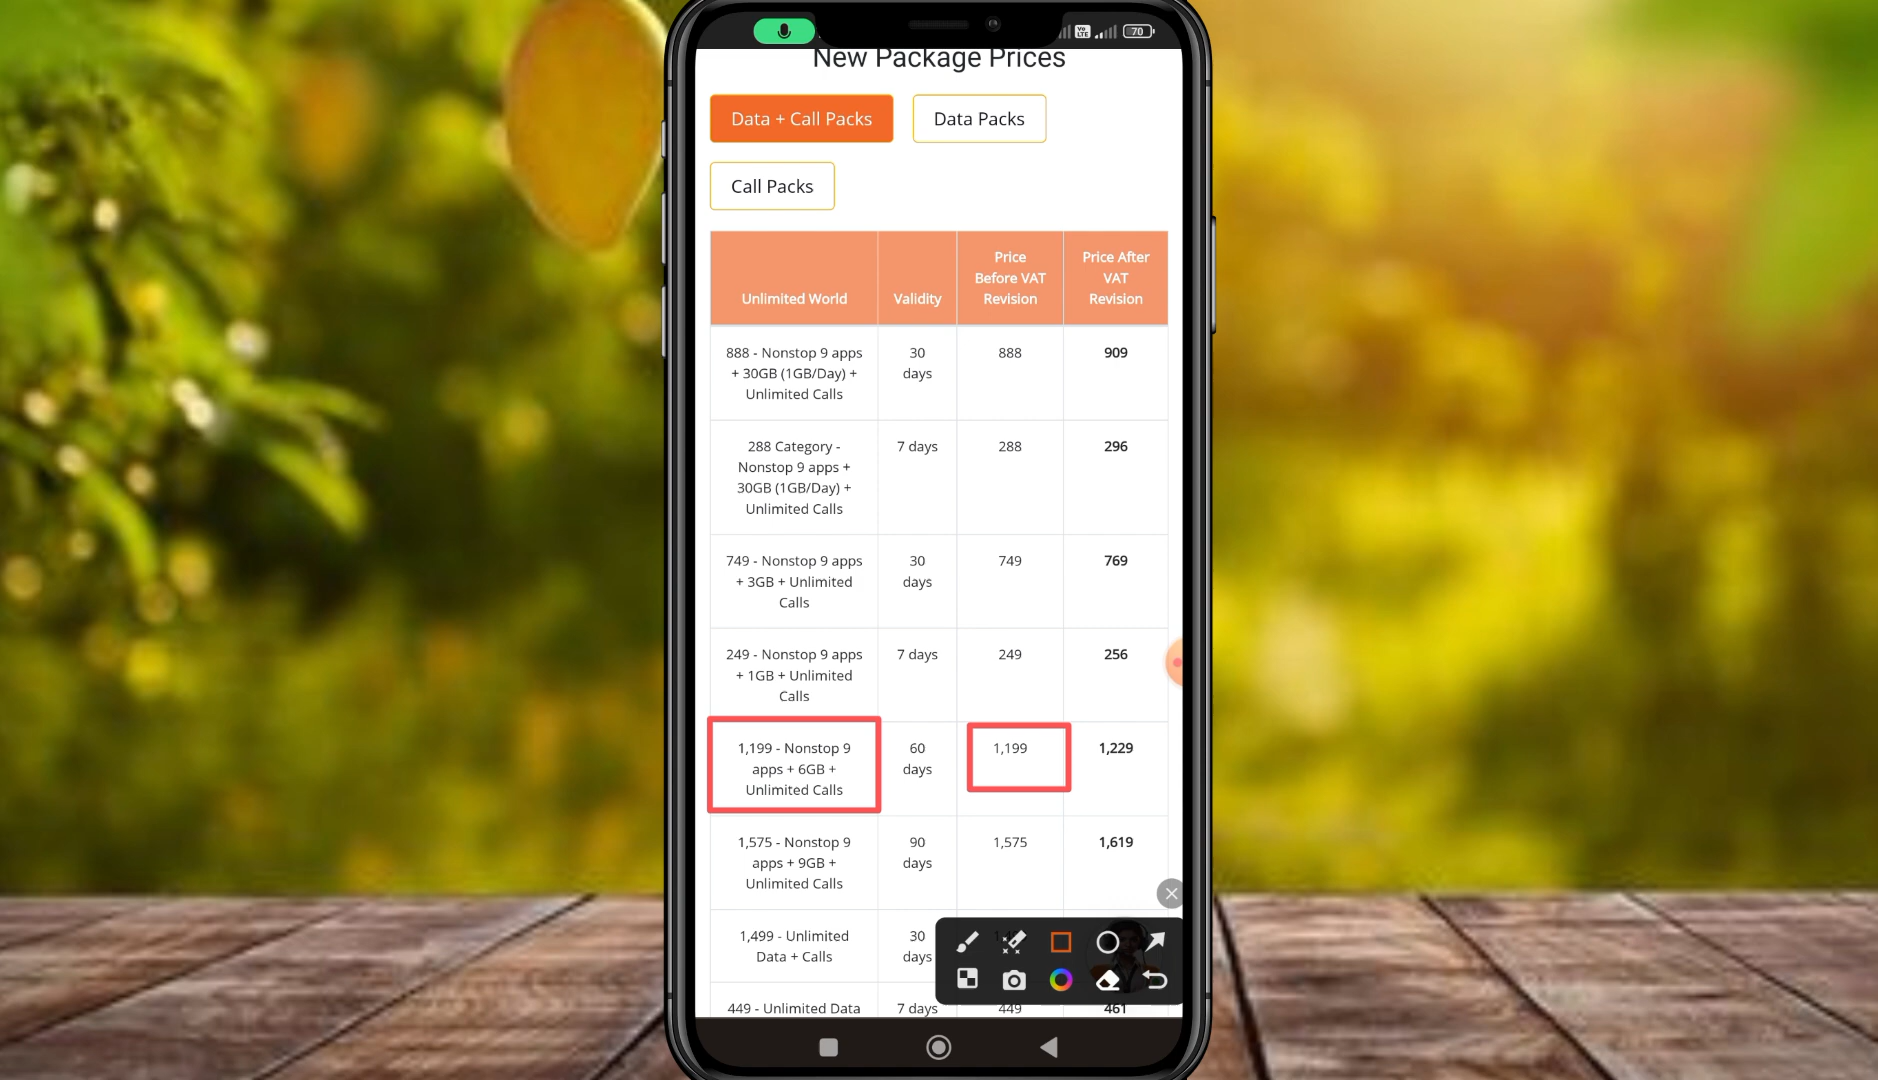 Vo
LTE
70
New Package Prices
Data + Call Packs
Data Packs
Call Packs
Unlimited World
Validity
Price
Before VAT
Revision
Price After
VAT
Revision
888 - Nonstop 9 apps
+ 30GB (1GB/Day) +
Unlimited Calls
30
days
888
909
288 Category -
Nonstop 9 apps +
30GB (1GB/Day) +
Unlimited Calls
7 days
288
296
749 - Nonstop 9 apps
+ 3GB + Unlimited
Calls
30
days
749
769
249 - Nonstop 9 apps
+ 1GB + Unlimited
Calls
7 days
249
256
1,199 - Nonstop 9
apps + 6GB +
Unlimited Calls
60
days
1,199
1,229
1,575 - Nonstop 9
apps + 9GB +
Unlimited Calls
90
days
1,575
1,619
1,499 - Unlimited
Data + Calls
30
days
449 - Unlimited Data
7 days
449
461